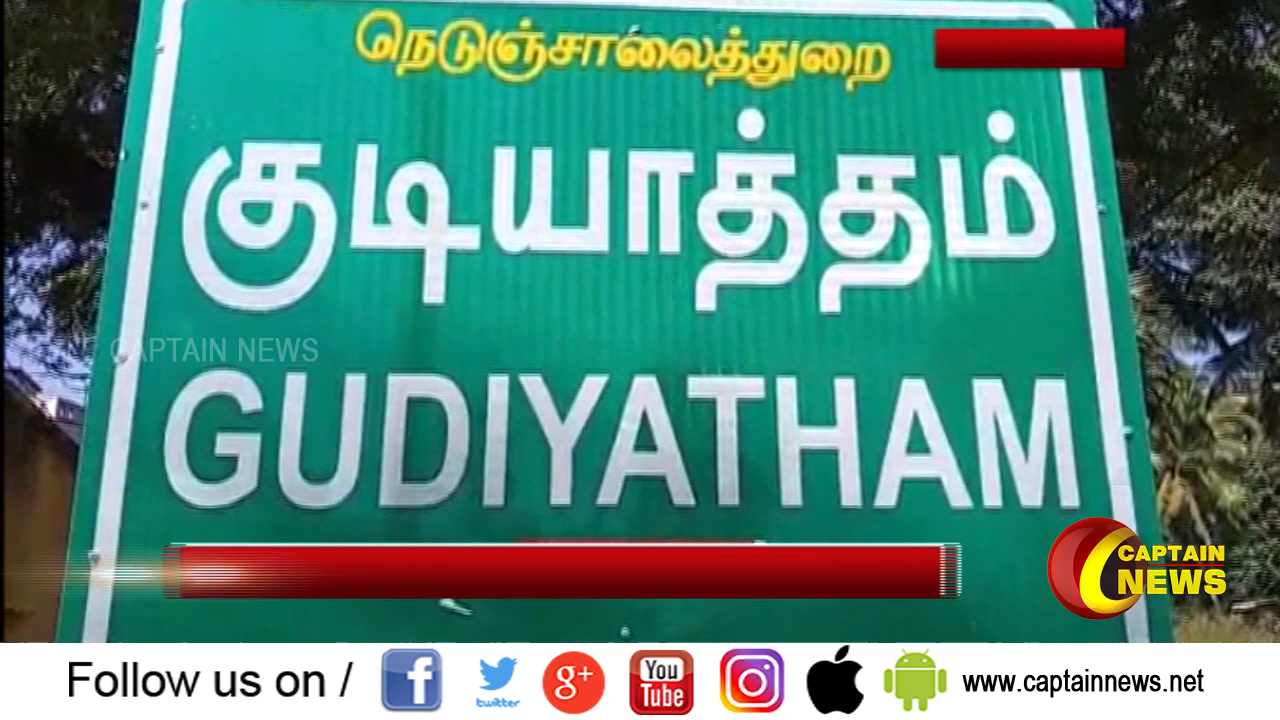 நெடுஞ்சாலைத்துறை
குடியாத்தம்
CAPTAIN NEWS
GUDIYATHAM
CAPTAIN
NEWS
Follow us on / f twitter g+ You Tube www.captainnews.net